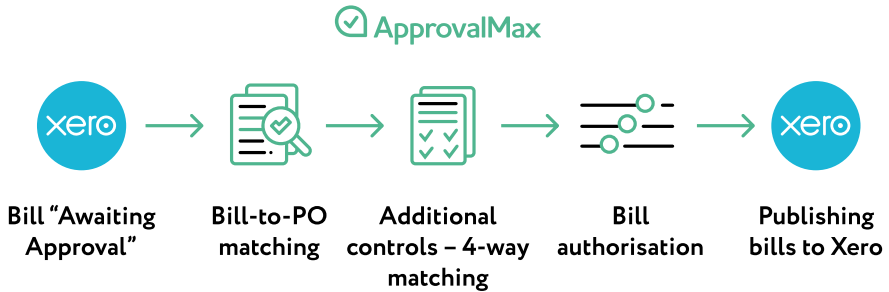 ApprovalMax
xero
xero
Bill “Awaiting
Approval”
Bill-to-PO
matching
Additional
controls – 4-way
matching
Bill
authorisation
Publishing
bills to Xero